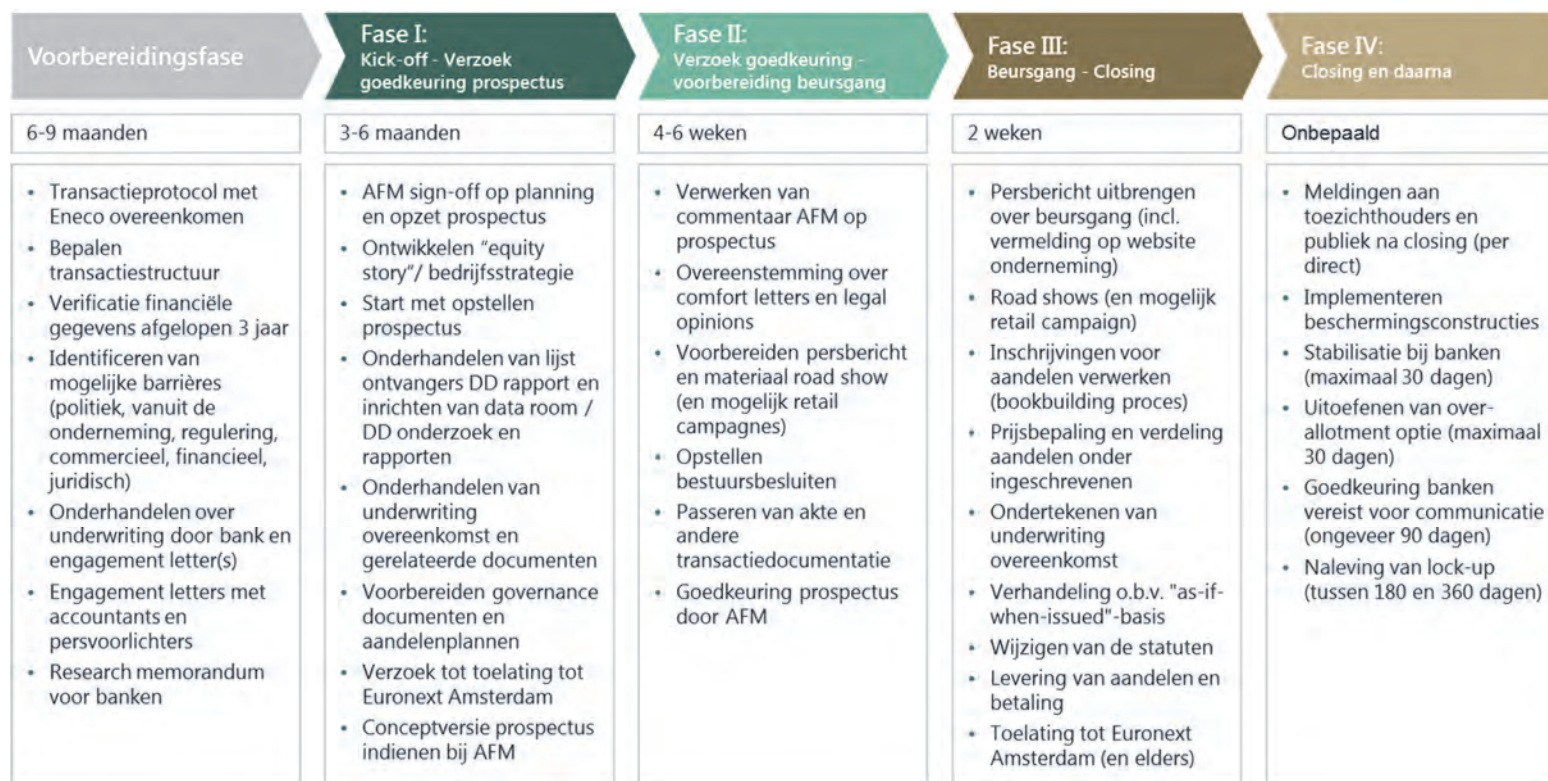 Voorbereidingsfase
6-9 maanden
• Transactieprotocol met
Eneco overeenkomen
• Bepalen
transactiestructuur
• Verificatie financiële
gegevens afgelopen 3 jaar
• Identificeren van
mogelijke barrières
(politiek, vanuit de
onderneming, regulering,
commercieel, financieel,
juridisch)
• Onderhandelen over
underwriting door bank en
engagement letter(s)
• Engagement letters met
accountants en
persvoorlichters
• Research memorandum
voor banken
Fase I:
Kick-off - Verzoek
goedkeuring prospectus
3-6 maanden
• AFM sign-off op planning
en opzet prospectus
• Ontwikkelen “equity
story”/ bedrijfsstrategie
• Start met opstellen
prospectus
• Onderhandelen van lijst
ontvangers DD rapport en
inrichten van data room /
DD onderzoek en
rapporten
• Onderhandelen van
underwriting
overeenkomst en
gerelateerde documenten
• Voorbereiden governance
documenten en
aandelenplannen
• Verzoek tot toelating tot
Euronext Amsterdam
• Conceptversie prospectus
indienen bij AFM
Fase II:
Verzoek goedkeuring -
voorbereiding beursgang
4-6 weken
• Verwerken van
commentaar AFM op
prospectus
• Overeenstemming over
comfort letters en legal
opinions
• Voorbereiden persbericht
en materiaal road show
(en mogelijk retail
campagnes)
• Opstellen
bestuursbesluiten
• Passeren van akte en
andere
transactiedocumentatie
• Goedkeuring prospectus
door AFM
Fase III:
Beursgang - Closing
2 weken
• Persbericht uitbrengen
over beursgang (incl.
vermelding op website
onderneming)
• Road shows (en mogelijk
retail campaign)
• Inschrijvingen voor
aandelen verwerken
(bookbuilding proces)
• Prijsbepaling en verdeling
aandelen onder
ingeschrevenen
• Ondertekenen van
underwriting
overeenkomst
• Verhandeling o.b.v. "as-if-
when-issued"-basis
• Wijzigen van de statuten
• Levering van aandelen en
betaling
• Toelating tot Euronext
Amsterdam (en elders)
Fase IV:
Closing en daarna
Onbepaald
• Meldingen aan
toezichthouders en
publiek na closing (per
direct)
• Implementeren
beschermingsconstructies
• Stabilisatie bij banken
(maximaal 30 dagen)
• Uitoefenen van over-
allotment optie (maximaal
30 dagen)
• Goedkeuring banken
vereist voor communicatie
(ongeveer 90 dagen)
• Naleving van lock-up
(tussen 180 en 360 dagen)